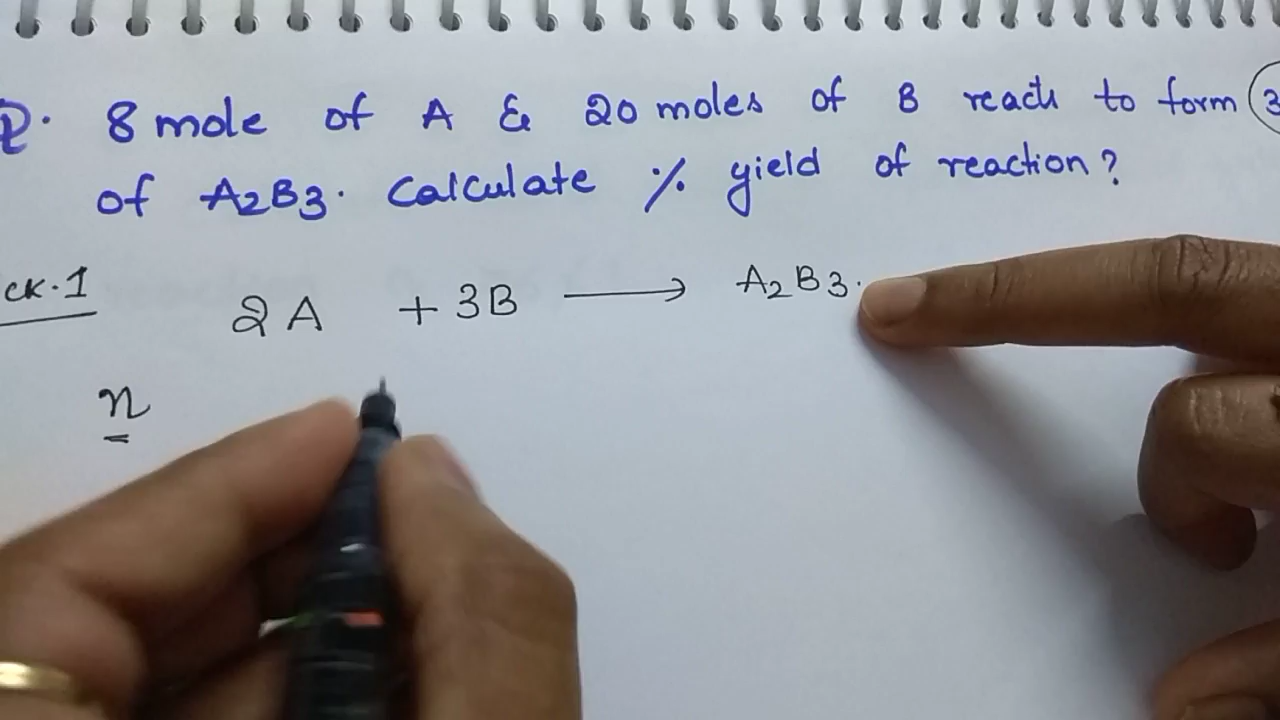 Q. 8 mole of A & 20 moles of B react to form 3
of A2B3. Calculate % yield of reaction?
ck.1
2A + 3B → A2B3.
n